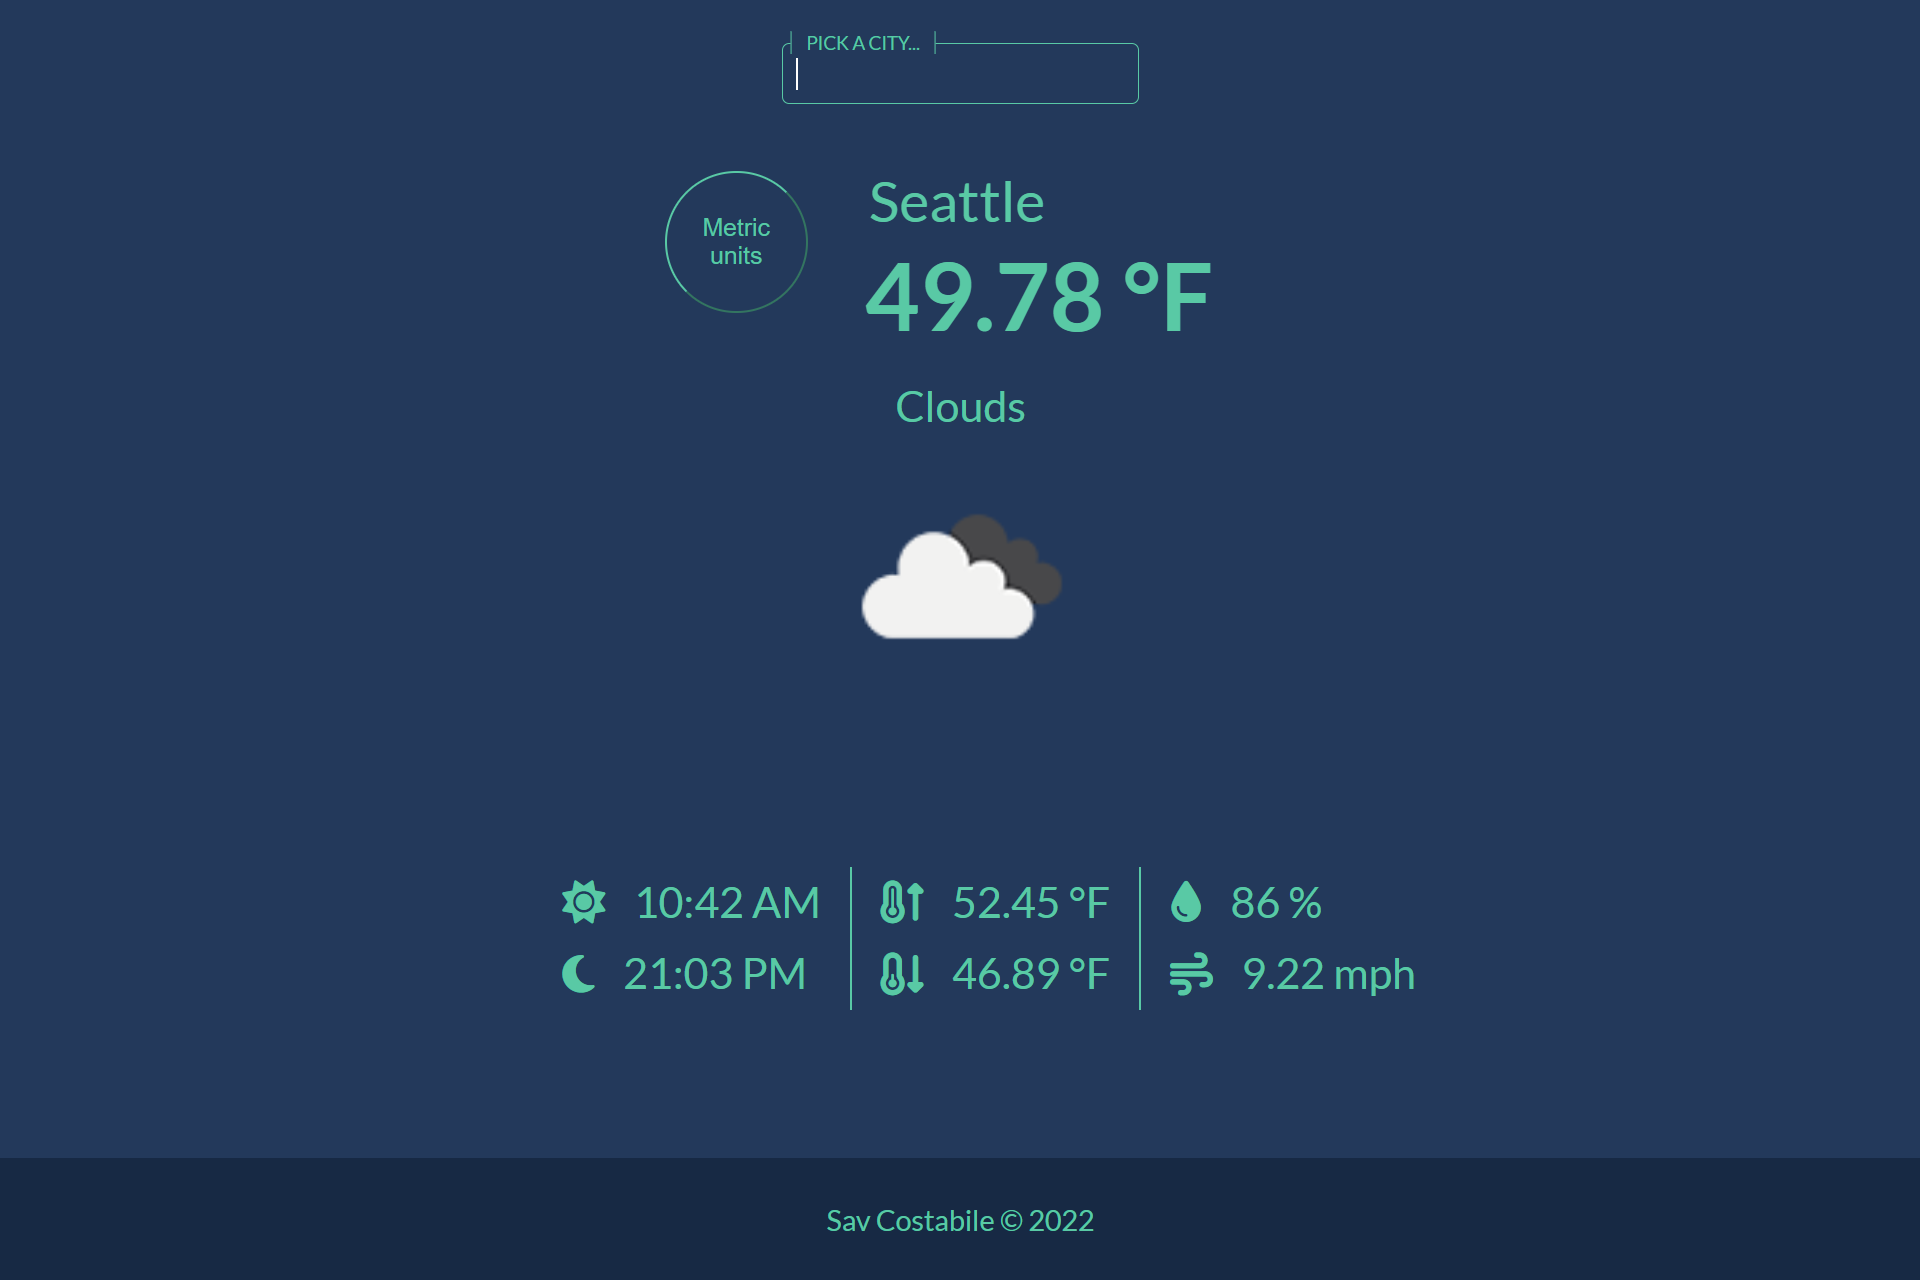 PICK A CITY...
Metric
units
Seattle
49.78 °F
Clouds
10:42 AM
21:03 PM
52.45 °F
46.89 °F
86 %
9.22 mph
Sav Costabile © 2022